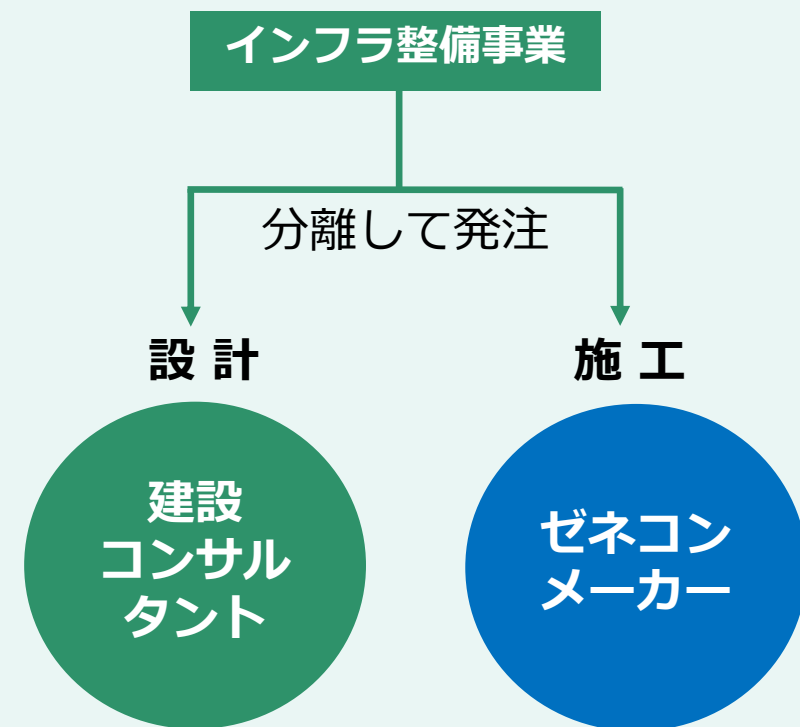 インフラ整備事業
分離して発注
設 計
施 工
建設
コンサル
タント
ゼネコン
メーカー